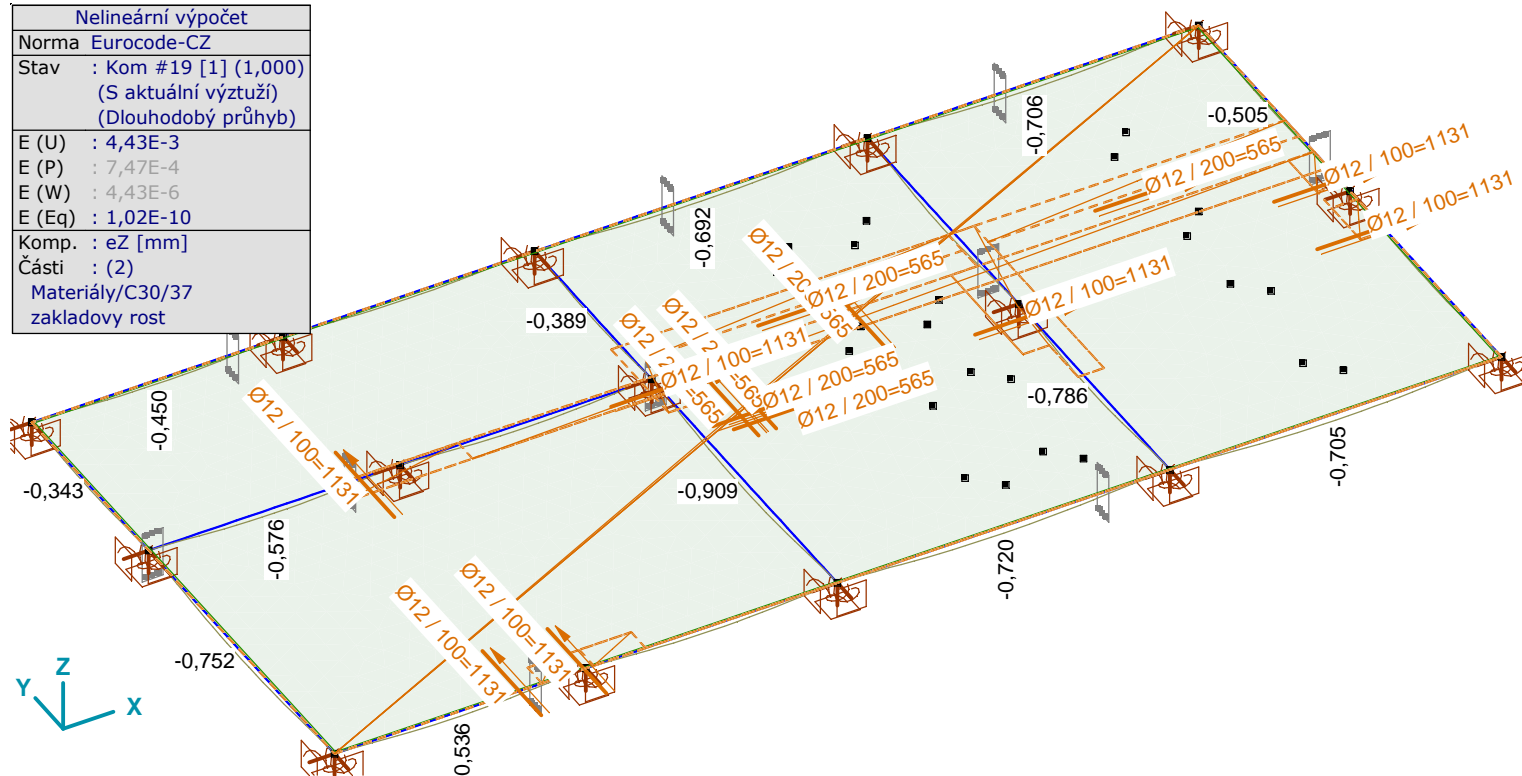 Nelineární výpočet
Norma Eurocode-CZ
Stav : Kom #19 [1] (1,000)
(S aktuální výztuží)
(Dlouhodobý průhyb)
E (U) : 4,43E-3
E (P) : 7,47E-4
E (W) : 4,43E-6
E (Eq) : 1,02E-10
Komp. : eZ [mm]
Části : (2)
Materiály/C30/37
zakladovy rost
-0,706
-0,505
Ø12 / 200=565
Ø12 / 100=1131
Ø12 / 100=1131
-0,692
Ø12 / 200=565
Ø12 / 100=1131
-0,389
Ø12 / 100=1131
Ø12 / 200=565
Ø12 / 200=565
-0,786
-0,705
-0,450
Ø12 / 100=1131
-0,343
-0,576
-0,909
-0,720
Ø12 / 100=1131
Ø12 / 100=1131
-0,752
0,536
Y
Z
X